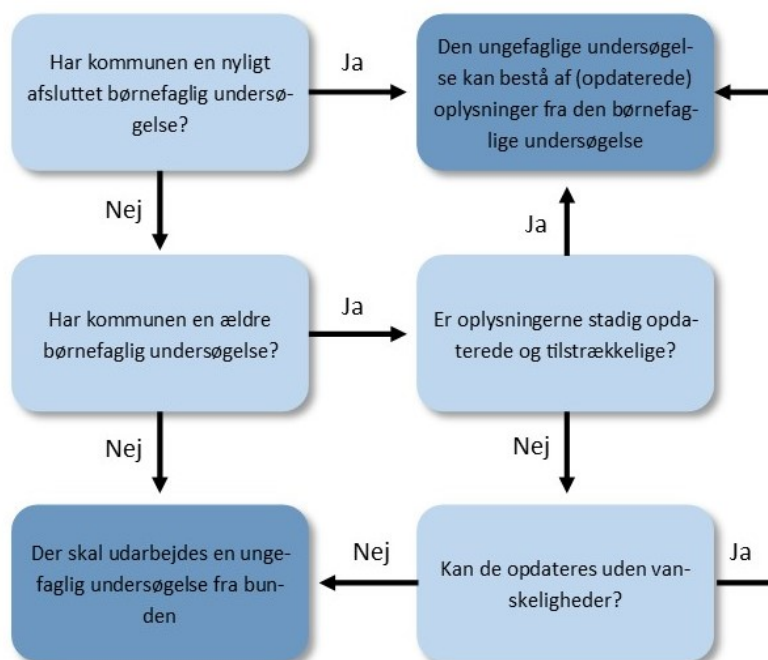 Har kommunen en nyligt
afsluttet børnefaglig undersø-
gelse?
Ja
Den ungefaglige undersøgel-
se kan bestå af (opdaterede)
oplysninger fra den børnefag-
lige undersøgelse
Nej
Ja
Har kommunen en ældre
børnefaglig undersøgelse?
Ja
Er oplysningerne stadig opda-
terede og tilstrækkelige?
Nej
Nej
Der skal udarbejdes en unge-
faglig undersøgelse fra bun-
den
Nej
Kan de opdateres uden van-
skeligheder?
Ja